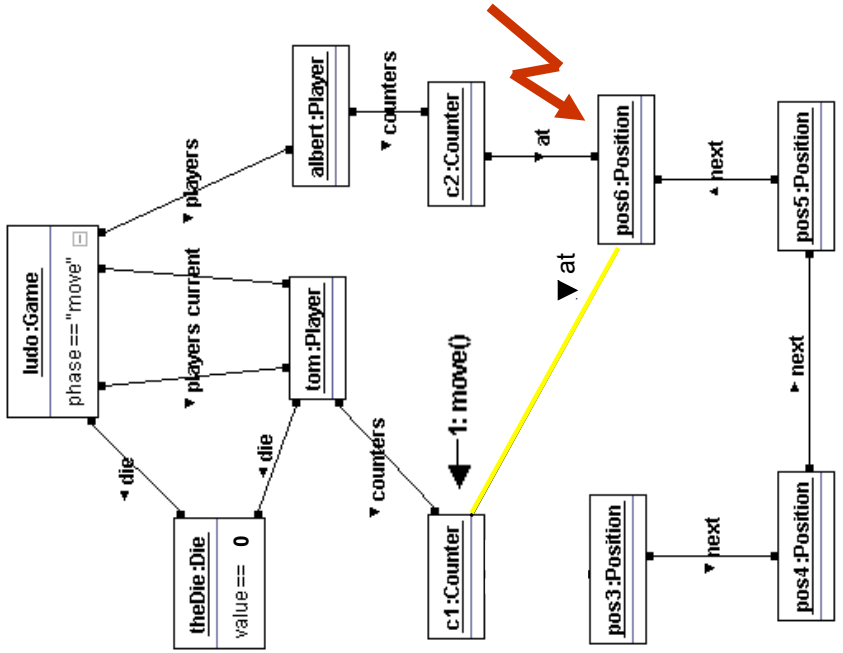 ludo :Game
phase == "move"
players
albert :Player
counters
c2 :Counter
at
pos6 :Position
next
pos5 :Position
current
players
tom :Player
at
next
1: move()
die
die
counters
theDie :Die
value == 0
c1 :Counter
pos3 :Position
next
pos4 :Position